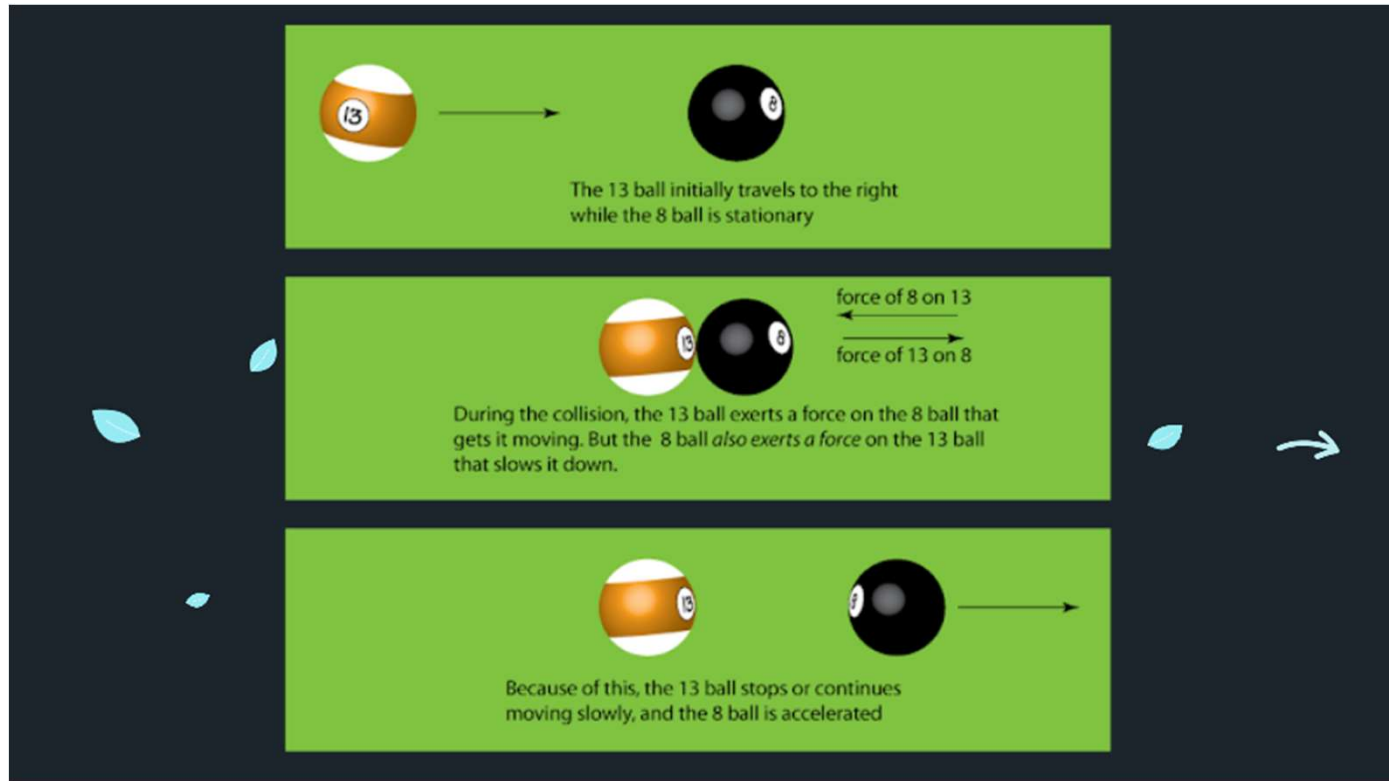 13
8
The 13 ball initially travels to the right
while the 8 ball is stationary
force of 8 on 13
13
8
force of 13 on 8
During the collision, the 13 ball exerts a force on the 8 ball that
gets it moving. But the 8 ball also exerts a force on the 13 ball
that slows it down.
13
8
Because of this, the 13 ball stops or continues
moving slowly, and the 8 ball is accelerated